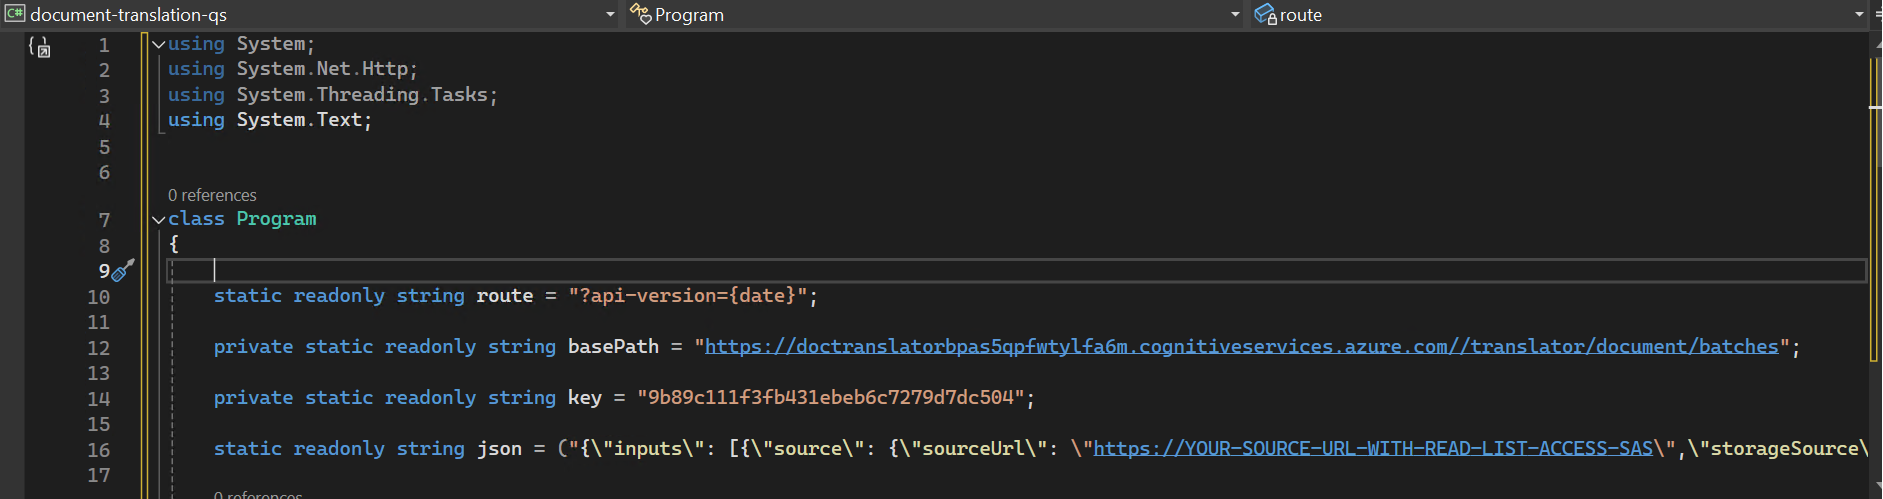 C# document-translation-qs Program route
1 using System;
2 using System.Net.Http;
3 using System.Threading.Tasks;
4 using System.Text;
5
6
0 references
7 class Program
8 {
9
10 static readonly string route = "?api-version={date}";
11
12 private static readonly string basePath = "https://doctranslatorbpas5qpfwtylfa6m.cognitiveservices.azure.com//translator/document/batches";
13
14 private static readonly string key = "9b89c111f3fb431ebeb6c7279d7dc504";
15
16 static readonly string json = ("{\"inputs\": [{\"source\": {\"sourceUrl\": \"https://YOUR-SOURCE-URL-WITH-READ-LIST-ACCESS-SAS\",\"storageSource\
17
0 references